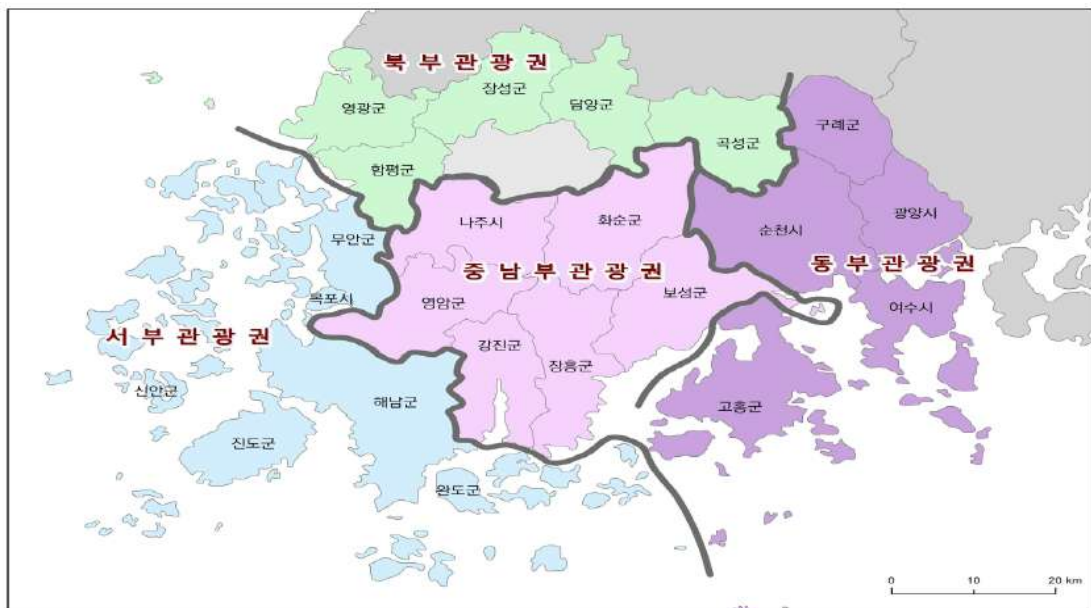 북부관광권
장성군
영광군
담양군
구례군
곡성군
함평군
나주시
화순군
광양시
무안군
순천시
중남부관광권
동부관광권
보성군
영암군
목포시
여수시
서부관광권
강진군
장흥군
신안군
해남군
고흥군
진도군
완도군
0 10 20 km